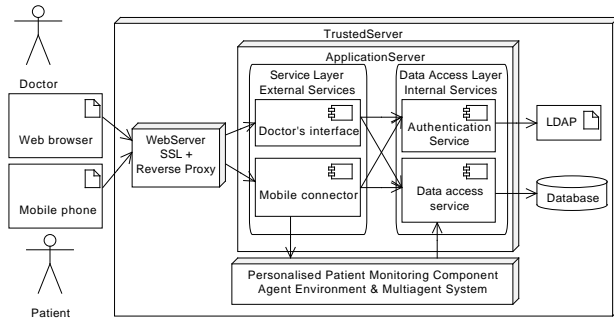 TrustedServer
ApplicationServer
Doctor
Service Layer
External Services
Data Access Layer
Internal Services
Web browser
WebServer
SSL +
Reverse Proxy
Doctor's interface
Authentication
Service
LDAP
Mobile phone
Mobile connector
Data access
service
Database
Personalised Patient Monitoring Component
Agent Environment & Multiagent System
Patient